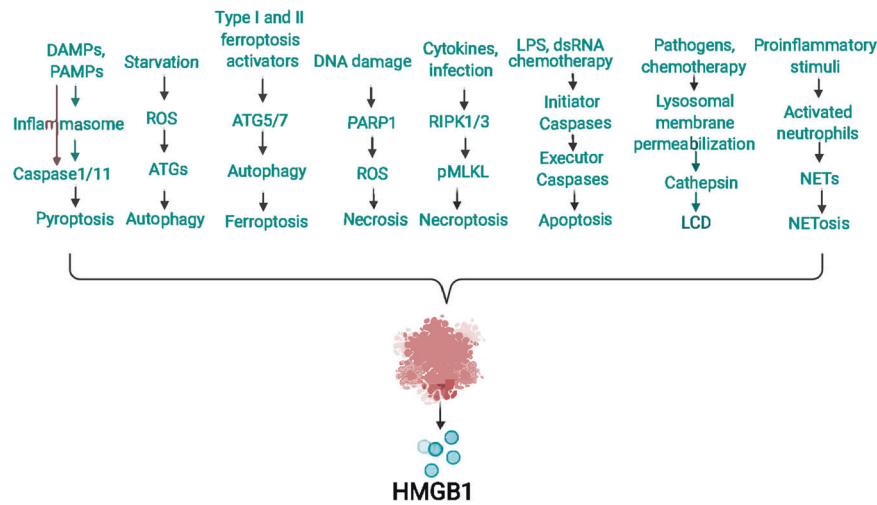 DAMPs,
PAMPs
Inflammasome
Caspase1/11
Pyroptosis
Starvation
ROS
ATGs
Autophagy
Type I and II
ferroptosis
activators
ATG5/7
Autophagy
Ferroptosis
DNA damage
PARP1
ROS
Necrosis
Cytokines,
infection
RIPK1/3
pMLKL
Necroptosis
LPS, dsRNA
chemotherapy
Initiator
Caspases
Executor
Caspases
Apoptosis
Pathogens,
chemotherapy
Lysosomal
membrane
permeabilization
Cathepsin
LCD
Proinflammatory
stimuli
Activated
neutrophils
NETs
NETosis
HMGB1